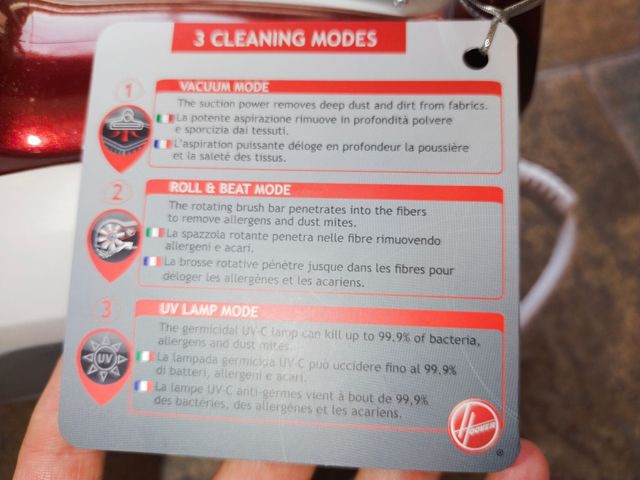 3 CLEANING MODES
1
VACUUM MODE
The suction power removes deep dust and dirt from fabrics.
La potente aspirazione rimuove in profondità polvere
e sporcizia dai tessuti.
L'aspiration puissante déloge en profondeur la poussière
et la saleté des tissus.
2
ROLL & BEAT MODE
The rotating brush bar penetrates into the fibers
to remove allergens and dust mites.
La spazzola rotante penetra nelle fibre rimuovendo
allergeni e acari.
La brosse rotative pénètre jusque dans les fibres pour
déloger les allergènes et les acariens.
3
UV LAMP MODE
UV
The germicidal UV-C lamp can kill up to 99.9% of bacteria,
allergens and dust mites.
La lampada germicida UV-C può uccidere fino al 99.9%
di batteri, allergeni e acari.
La lampe UV-C anti-germes vient à bout de 99,9%
des bactéries, des allergènes et les acariens.
HOOVER
®